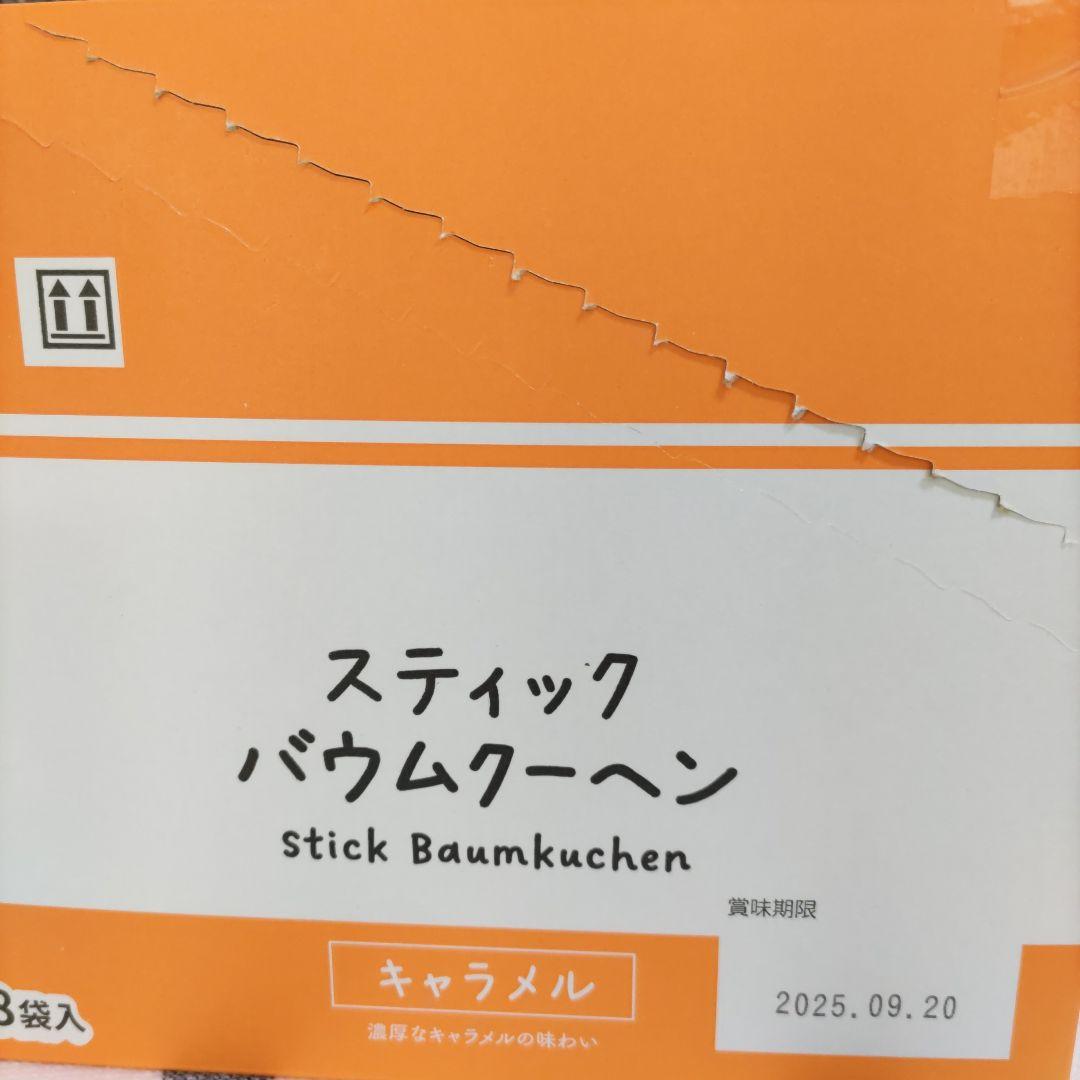 スティック
バウムクーヘン
stick Baumkuchen
賞味期限
2025.09.20
キャラメル
濃厚なキャラメルの味わい
袋入